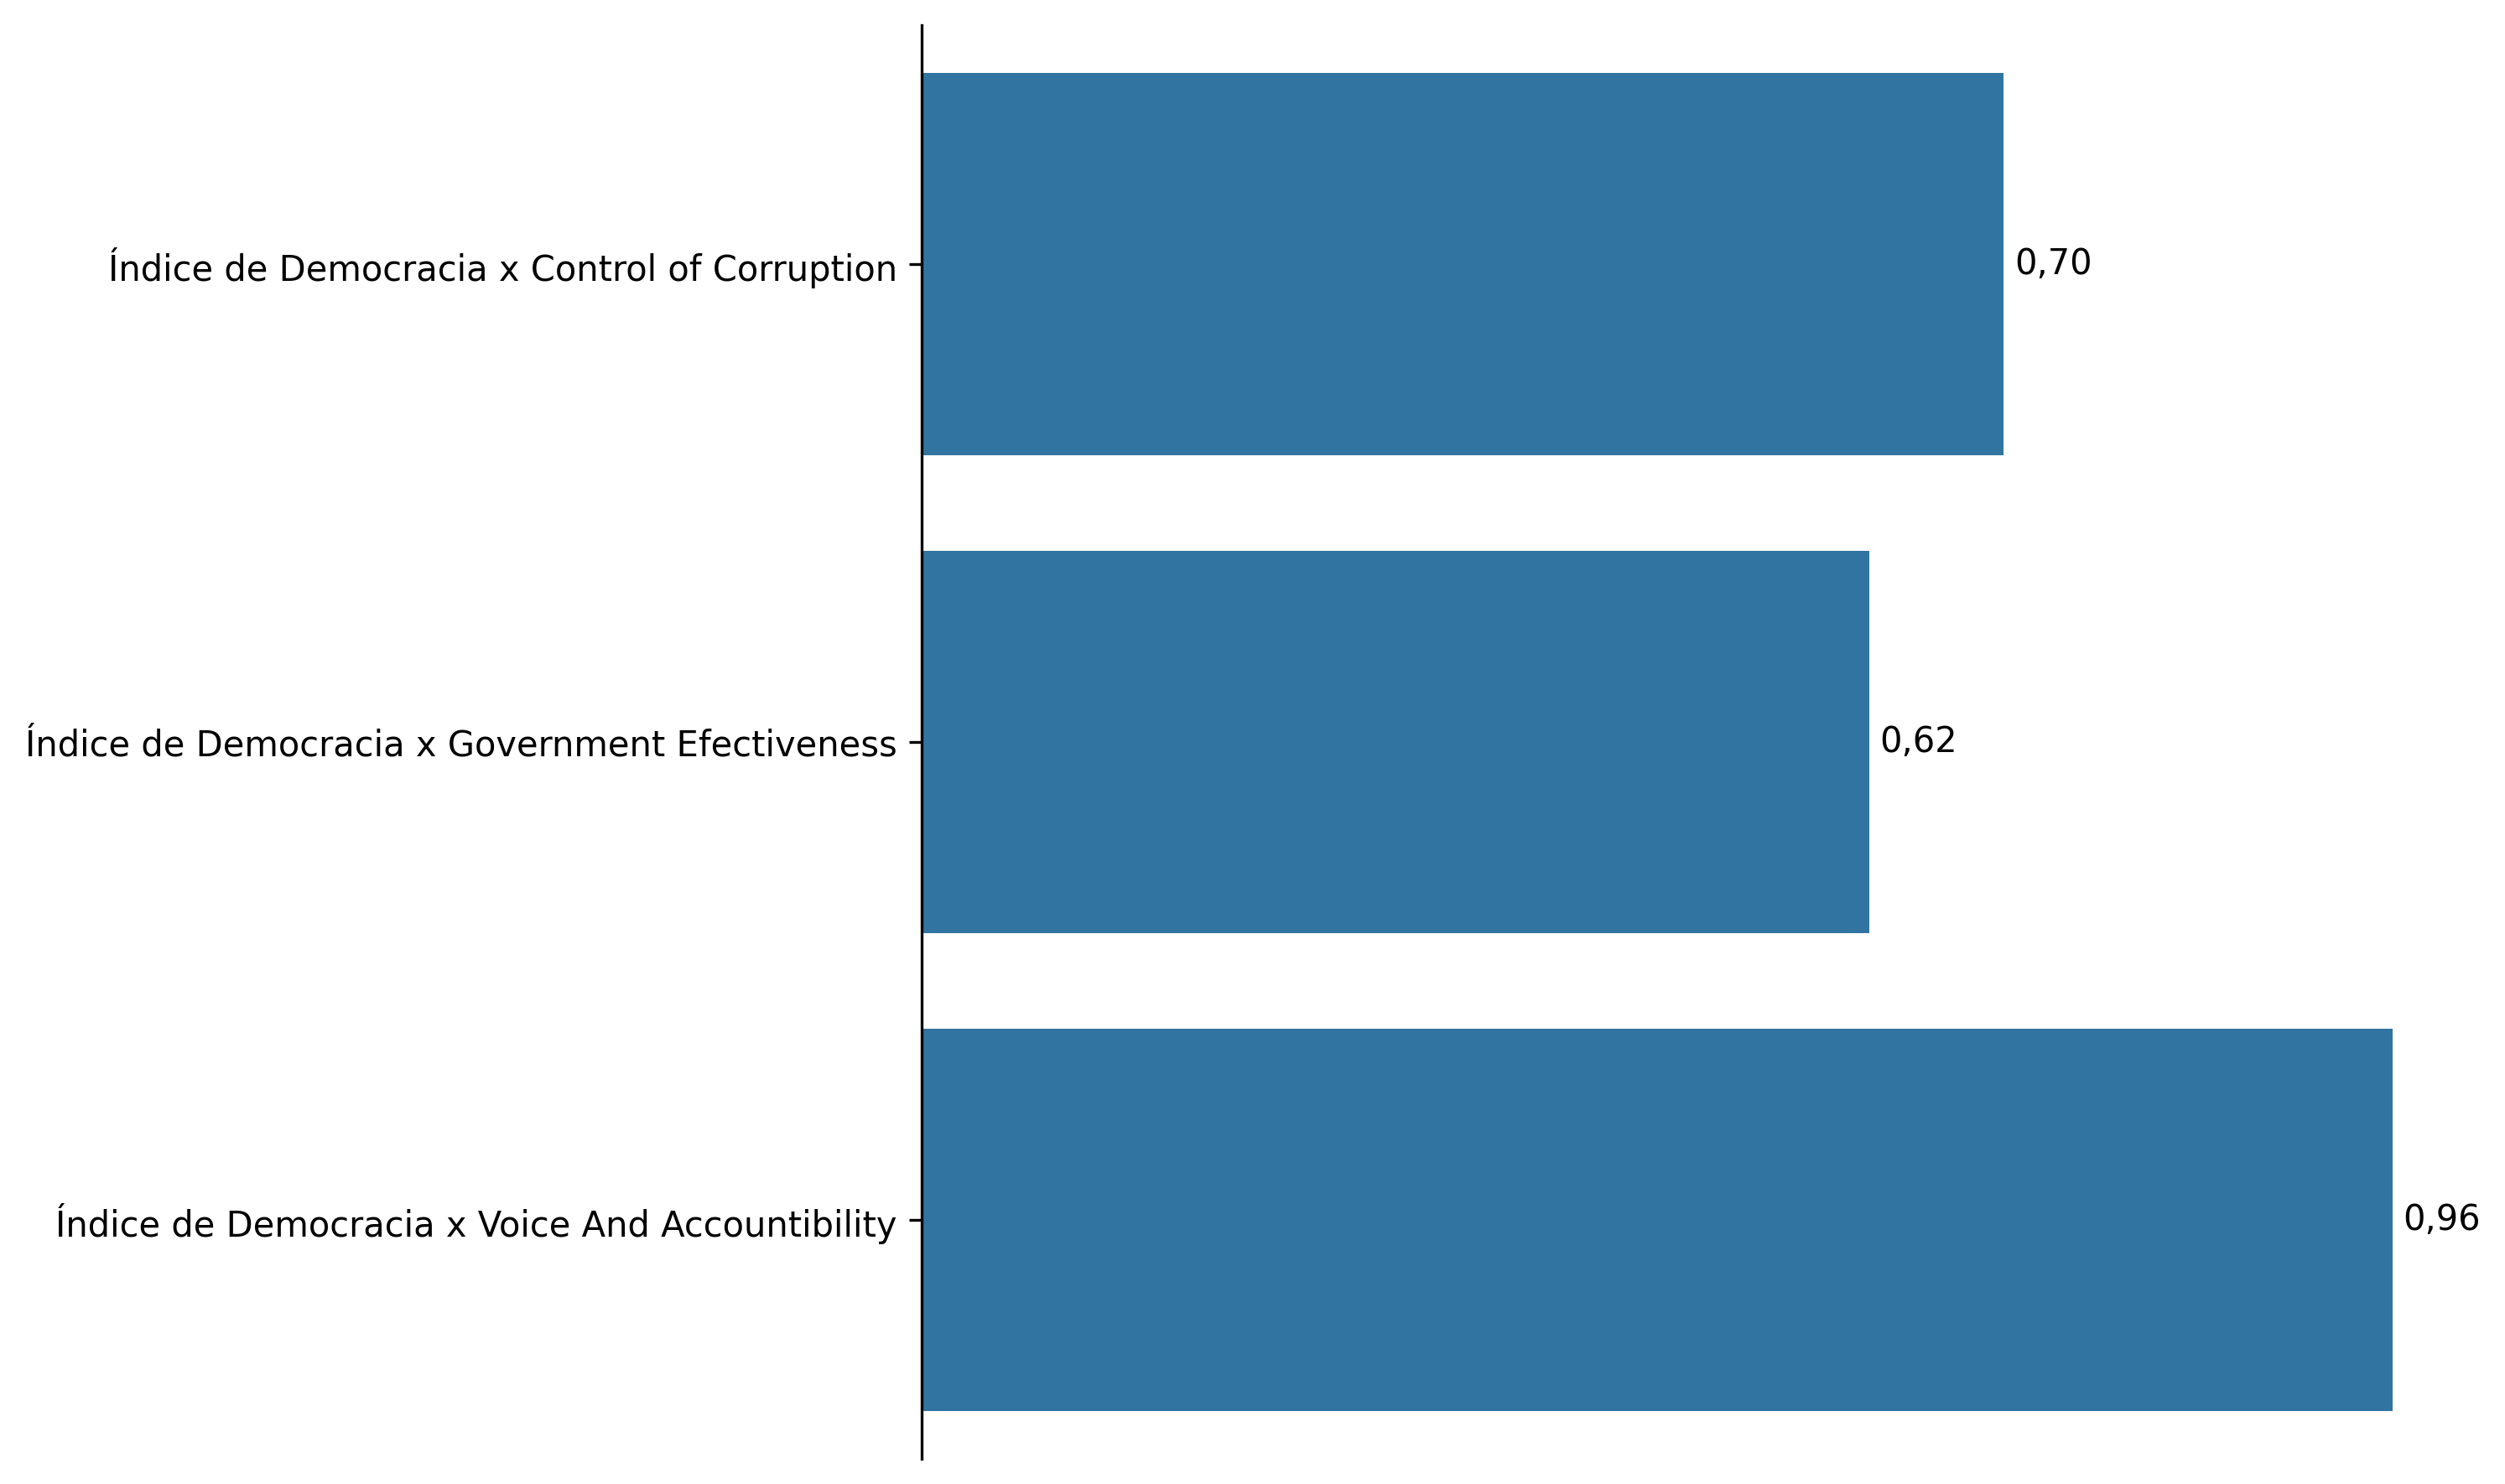 Índice de Democracia x Control of Corruption
0,70
Índice de Democracia x Government Efectiveness
0,62
Índice de Democracia x Voice And Accountibility
0,96